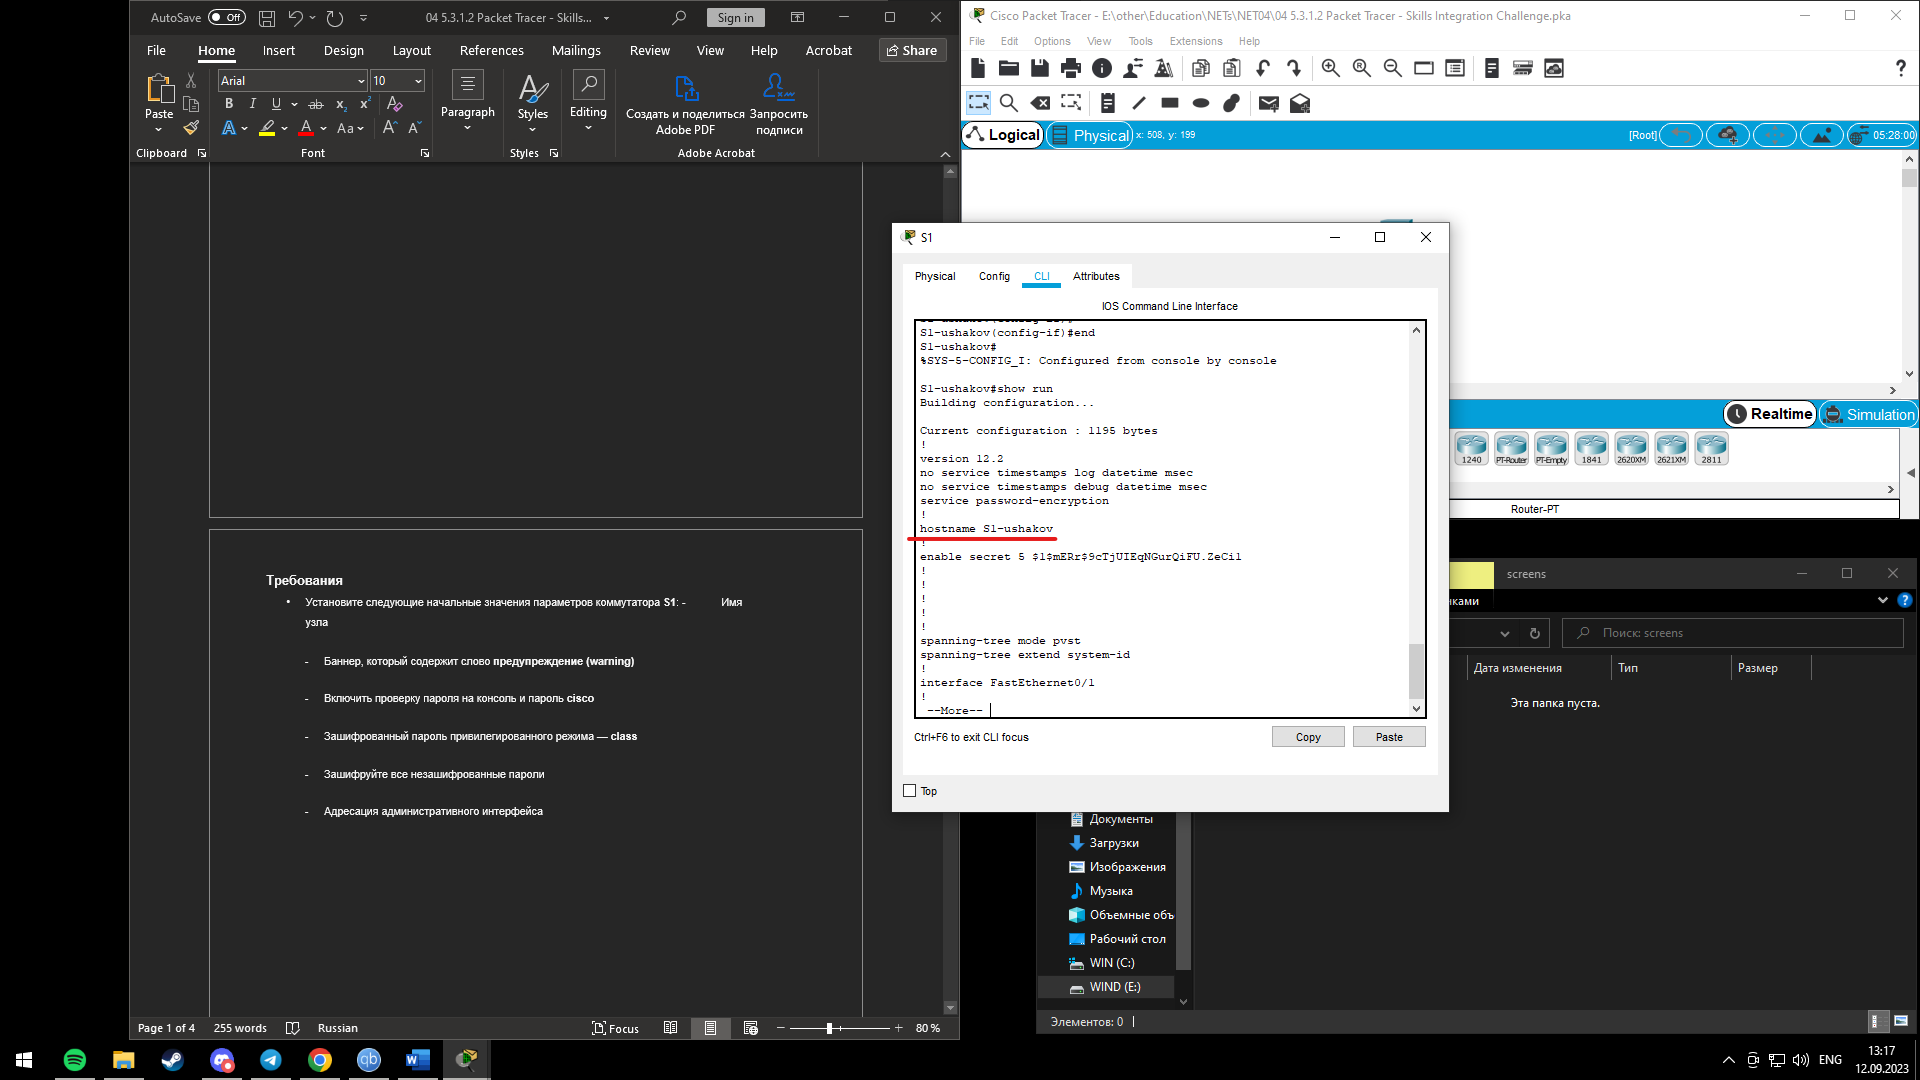 AutoSave Off
04 5.3.1.2 Packet Tracer - Skills...
Sign in
File Home Insert Design Layout References Mailings Review View Help Acrobat Share
Paste
Clipboard
Arial 10
B I U ab x₂ x² A
A A Aa A A
Font
Paragraph
Styles
Styles
Editing
Создать и поделиться Adobe PDF
Запросить подписи
Adobe Acrobat
Требования
• Установите следующие начальные значения параметров коммутатора S1: - Имя
узла
- Баннер, который содержит слово предупреждение (warning)
- Включить проверку пароля на консоль и пароль cisco
- Зашифрованный пароль привилегированного режима — class
- Зашифруйте все незашифрованные пароли
- Адресация административного интерфейса
Page 1 of 4 255 words Russian Focus 80 %
Cisco Packet Tracer - E:\other\Education\NETs\NET04\04 5.3.1.2 Packet Tracer - Skills Integration Challenge.pka
File Edit Options View Tools Extensions Help
Logical Physical x: 508, y: 199 [Root] 05:28:00
S1
Physical Config CLI Attributes
IOS Command Line Interface
S1-ushakov(config-if)#end
S1-ushakov#
%SYS-5-CONFIG_I: Configured from console by console
S1-ushakov#show run
Building configuration...
Current configuration : 1195 bytes
!
version 12.2
no service timestamps log datetime msec
no service timestamps debug datetime msec
service password-encryption
!
hostname S1-ushakov
!
enable secret 5 $1$mERr$9cTjUIEqNGurQiFU.ZeCi1
!
!
!
!
!
spanning-tree mode pvst
spanning-tree extend system-id
!
interface FastEthernet0/1
!
--More--
Ctrl+F6 to exit CLI focus Copy Paste
Top
Realtime Simulation
1240 PT-Router PT-Empty 1841 2620XM 2621XM 2811
Router-PT
screens
нками
Поиск: screens
Дата изменения Тип Размер
Эта папка пуста.
Документы
Загрузки
Изображения
Музыка
Объемные объ
Рабочий стол
WIN (C:)
WIND (E:)
Элементов: 0
ENG
13:17
12.09.2023